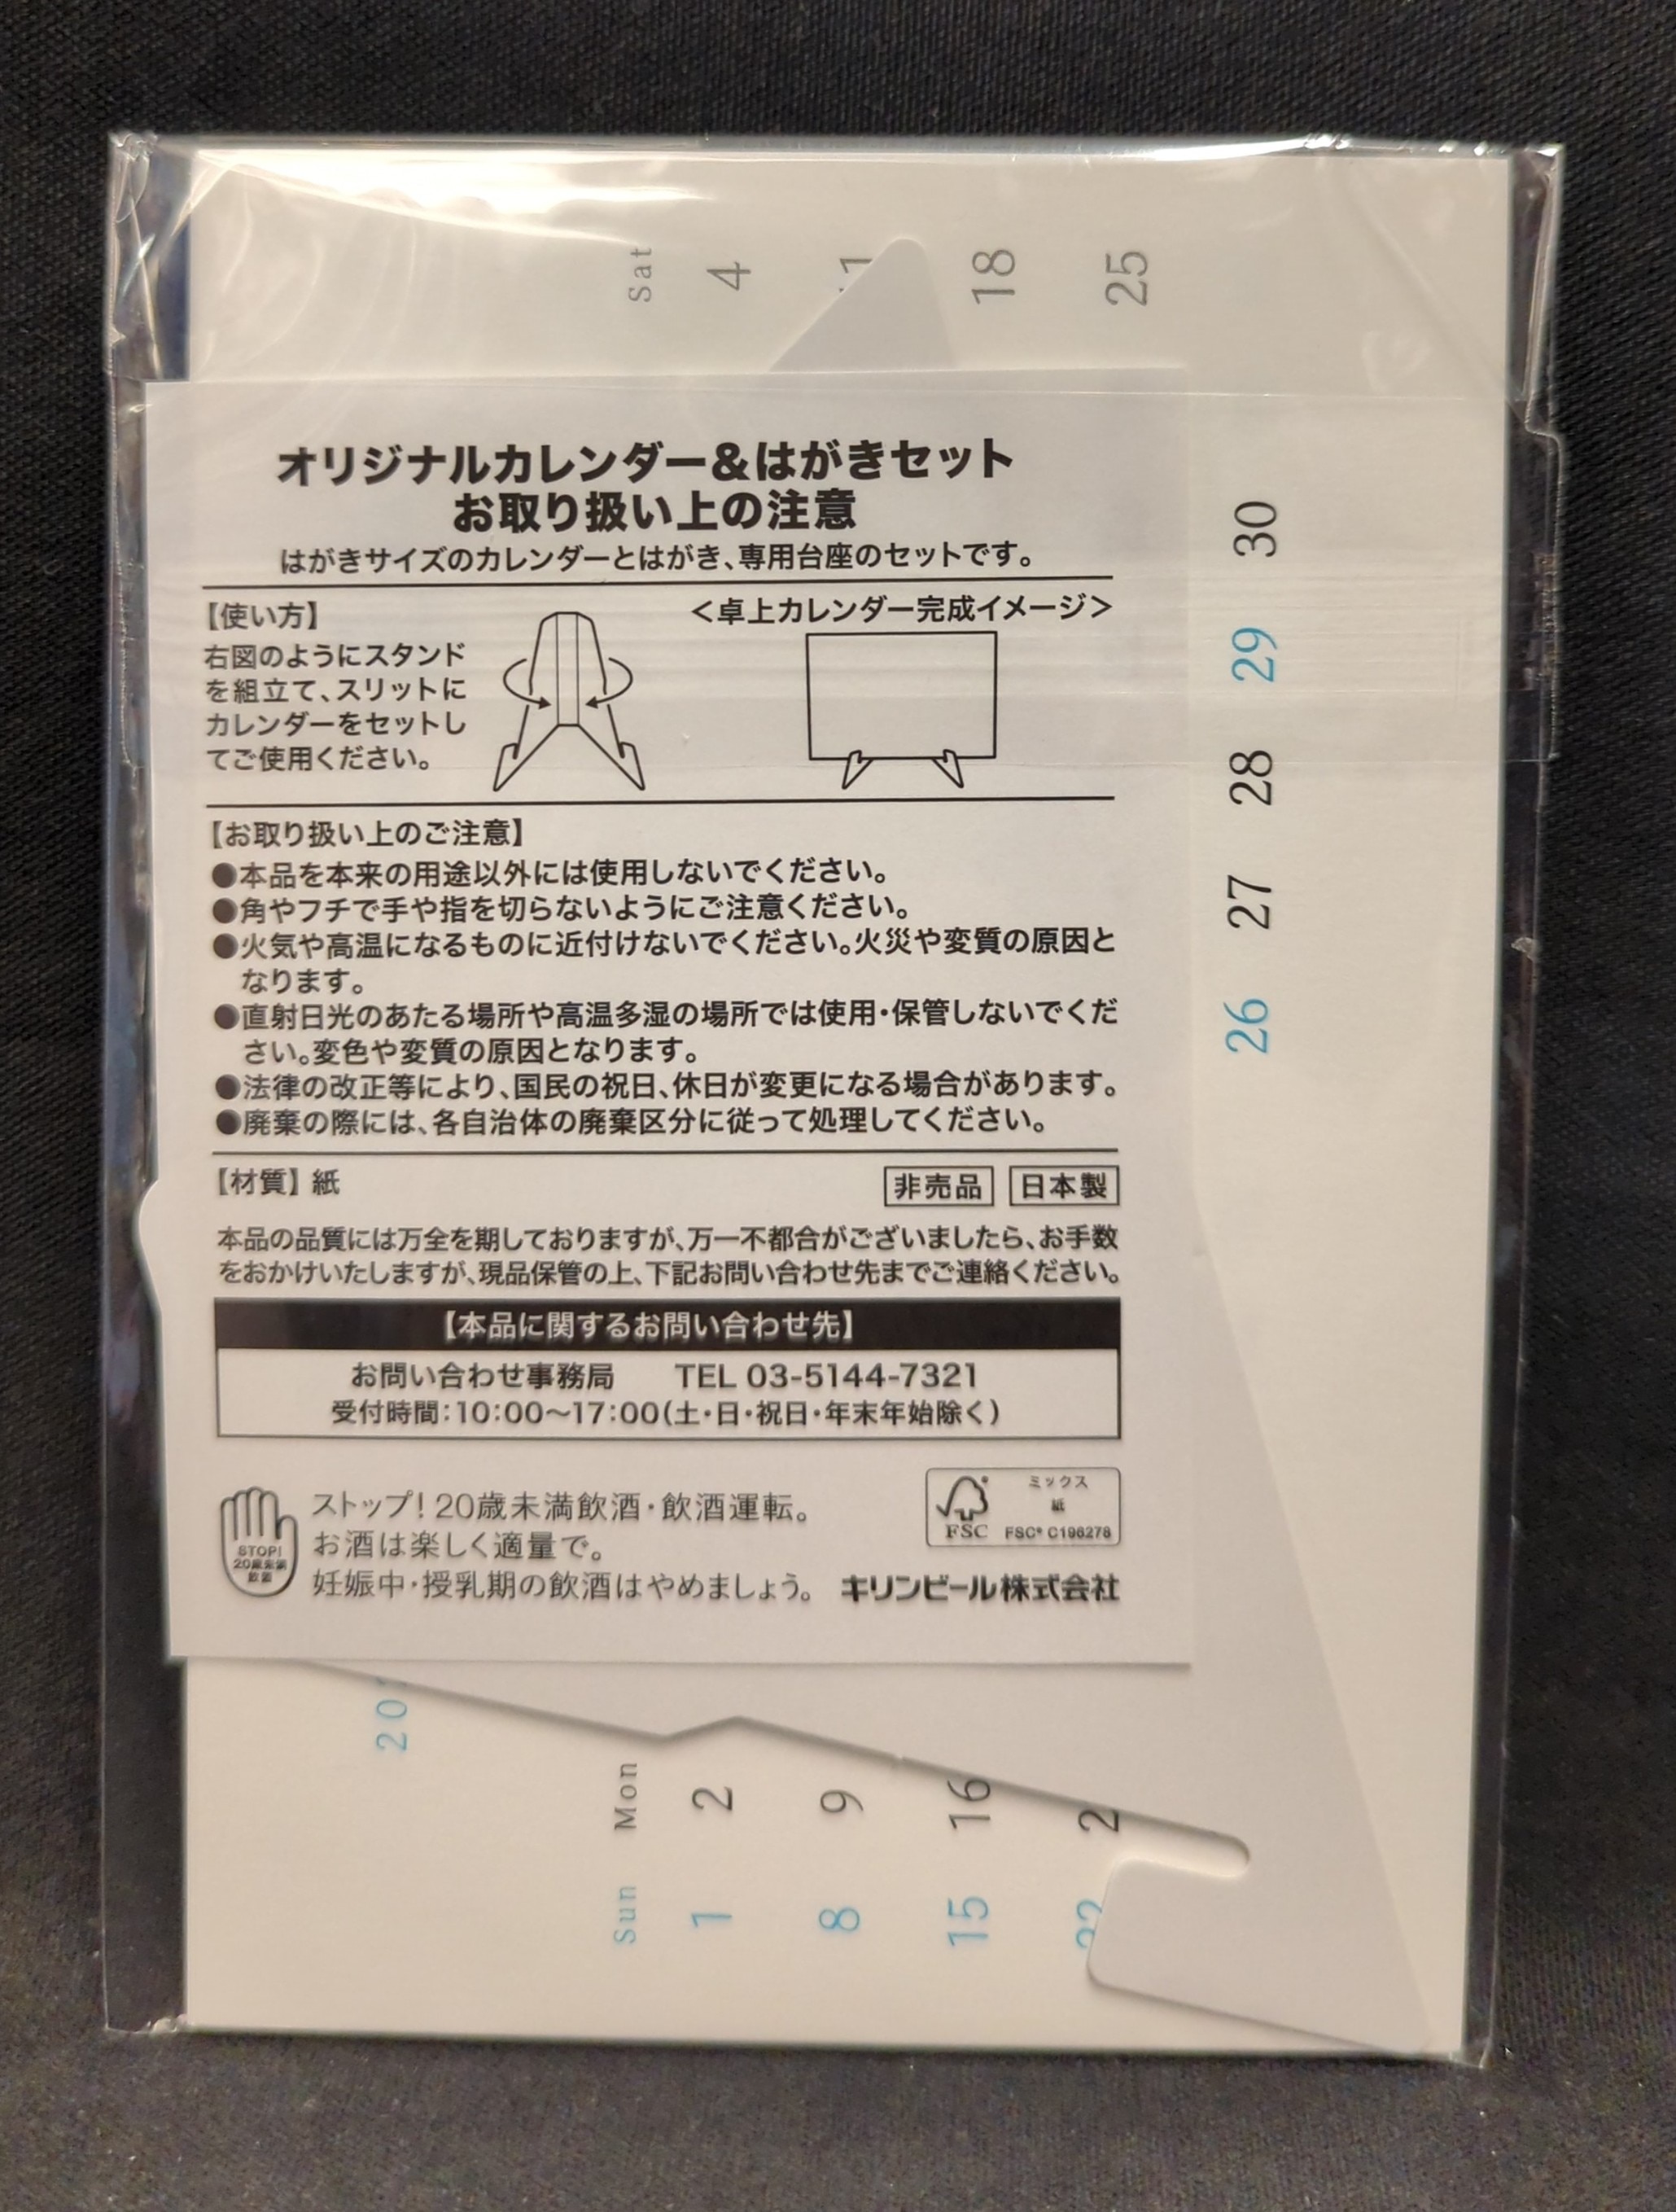 オリジナルカレンダー&はがきセット
お取り扱い上の注意
はがきサイズのカレンダーとはがき、専用台座のセットです。
【使い方】
右図のようにスタンド
を組立て、スリットに
カレンダーをセットし
てご使用ください。
<卓上カレンダー完成イメージ>
【お取り扱い上のご注意】
●本品を本来の用途以外には使用しないでください。
●角やフチで手や指を切らないようにご注意ください。
●火気や高温になるものに近付けないでください。火災や変質の原因と
なります。
●直射日光のあたる場所や高温多湿の場所では使用・保管しないでくだ
さい。変色や変質の原因となります。
●法律の改正等により、国民の祝日、休日が変更になる場合があります。
●廃棄の際には、各自治体の廃棄区分に従って処理してください。
【材質】紙
非売品 日本製
本品の品質には万全を期しておりますが、万一不都合がございましたら、お手数
をおかけいたしますが、現品保管の上、下記お問い合わせ先までご連絡ください。
【本品に関するお問い合わせ先】
お問い合わせ事務局 TEL 03-5144-7321
受付時間:10:00~17:00(土・日・祝日・年末年始除く)
STOP!
20歳未満
飲酒
ストップ!20歳未満飲酒・飲酒運転。
お酒は楽しく適量で。
妊娠中・授乳期の飲酒はやめましょう。
ミックス
紙
FSC
FSC® C196278
キリンビール株式会社
Sun Mon Sat
1 2 4
8 9
15 16 18
25
26 27 28 29 30